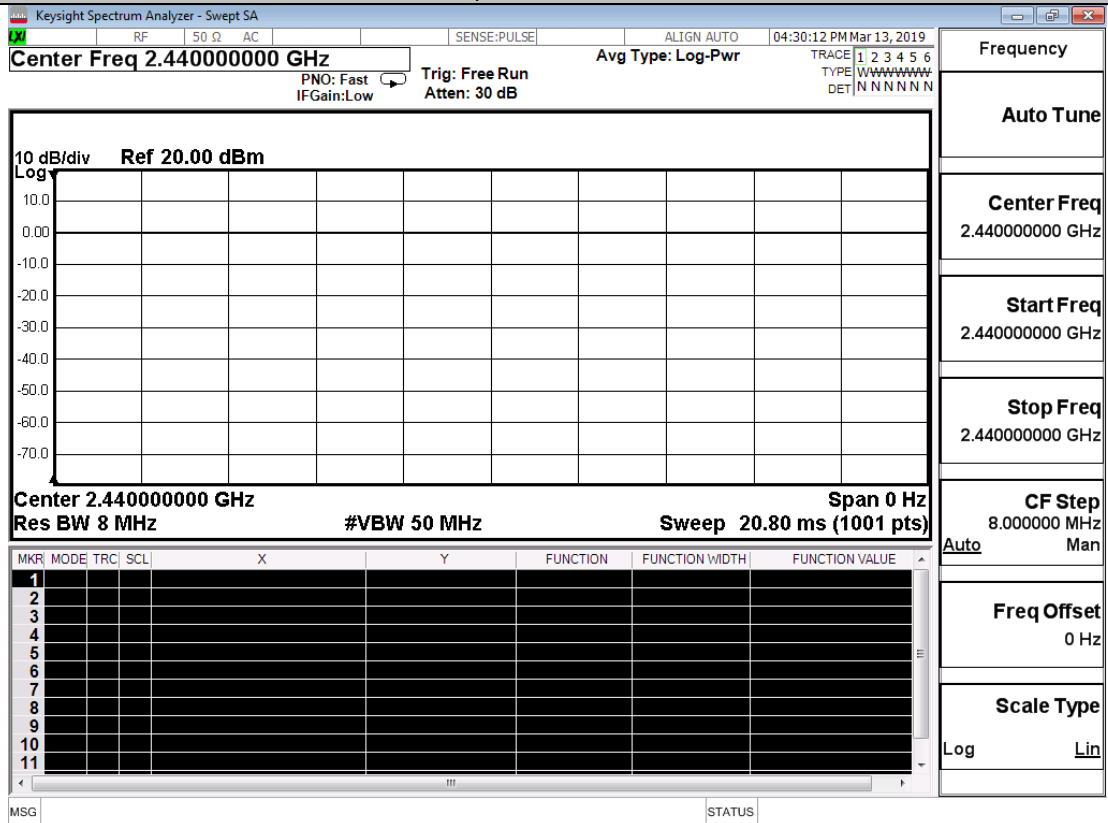 Keysight Spectrum Analyzer - Swept SA
LXI RF 50 Ω AC SENSE:PULSE ALIGN AUTO 04:30:12 PM Mar 13, 2019
Center Freq 2.440000000 GHz
PNO: Fast
IFGain:Low
Trig: Free Run
Atten: 30 dB
Avg Type: Log-Pwr
TRACE 1 2 3 4 5 6
TYPE WWWWWWW
DET N N N N N N
10 dB/div Ref 20.00 dBm
Log
10.0
0.00
-10.0
-20.0
-30.0
-40.0
-50.0
-60.0
-70.0
Center 2.440000000 GHz Span 0 Hz
Res BW 8 MHz #VBW 50 MHz Sweep 20.80 ms (1001 pts)
MKR MODE TRC SCL X Y FUNCTION FUNCTION WIDTH FUNCTION VALUE
1
2
3
4
5
6
7
8
9
10
11
MSG STATUS
Frequency
Auto Tune
Center Freq
2.440000000 GHz
Start Freq
2.440000000 GHz
Stop Freq
2.440000000 GHz
CF Step
8.000000 MHz
Auto Man
Freq Offset
0 Hz
Scale Type
Log Lin